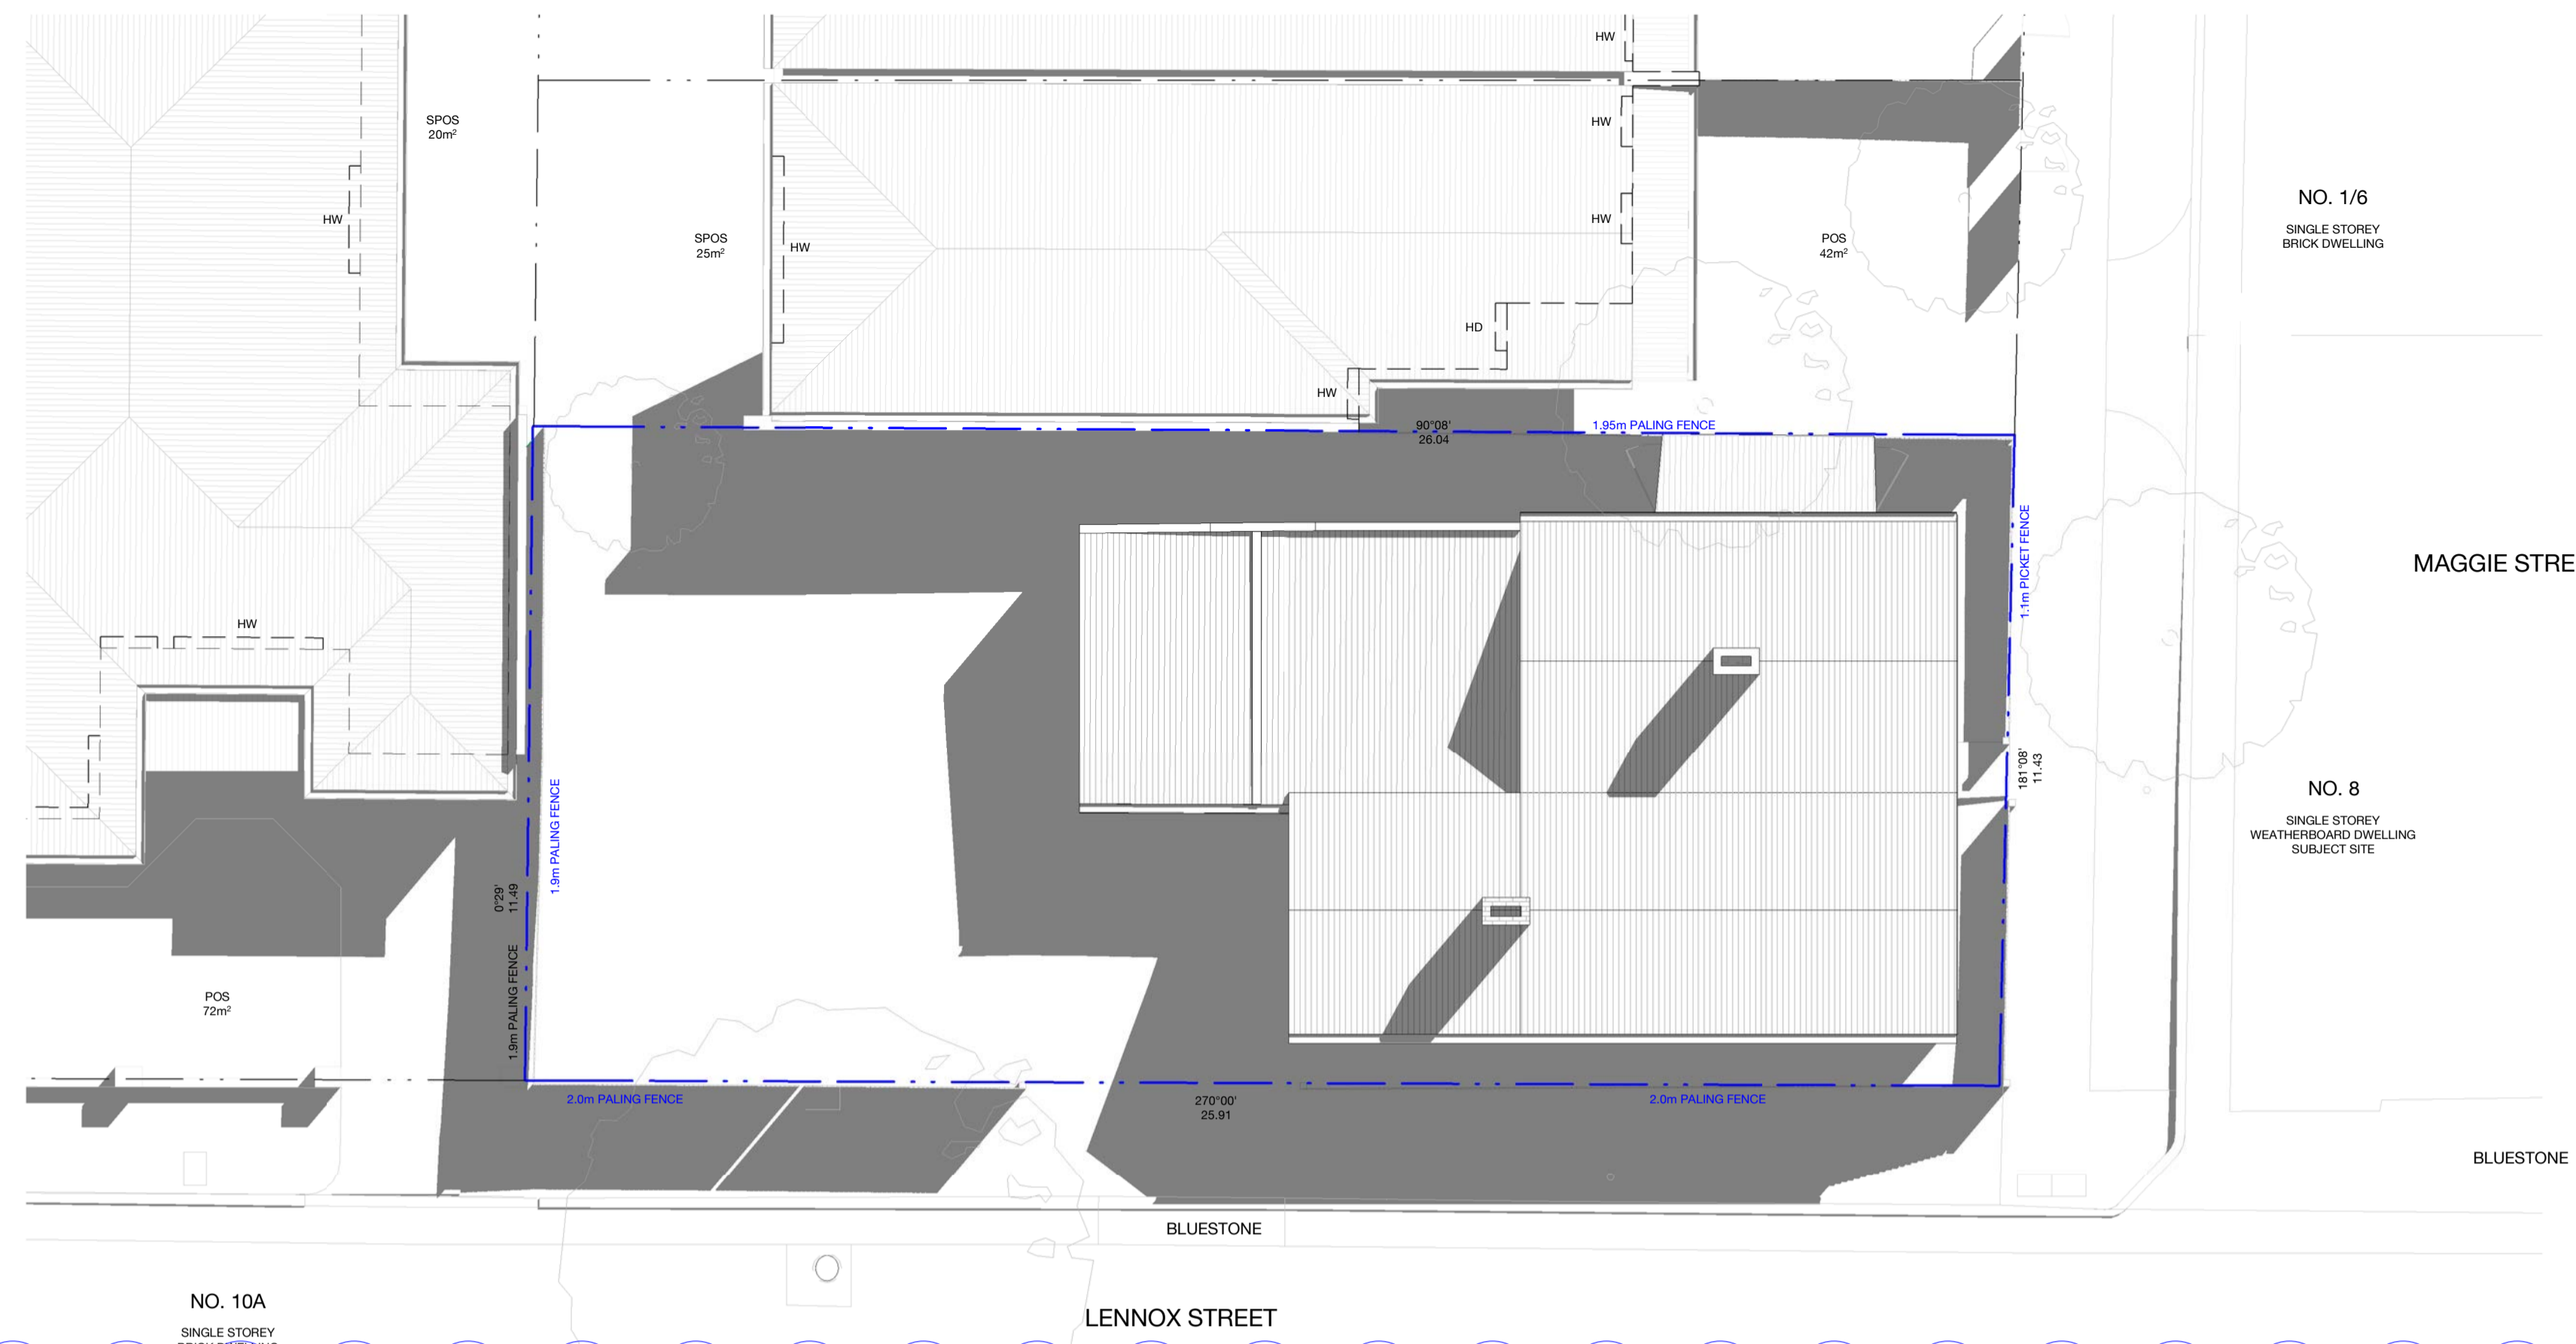 HW
HW
SPOS
20m²
NO. 1/6
HW
HW
SINGLE STOREY
BRICK DWELLING
SPOS
25m²
HW
POS
42m²
HD
HW
90°08'
26.04
1.95m PALING FENCE
1.1m PICKET FENCE
MAGGIE STRE
HW
181°08'
11.43
NO. 8
SINGLE STOREY
WEATHERBOARD DWELLING
SUBJECT SITE
1.9m PALING FENCE
0°29'
11.49
1.9m PALING FENCE
POS
72m²
2.0m PALING FENCE
270°00'
25.91
2.0m PALING FENCE
BLUESTONE
BLUESTONE
NO. 10A
LENNOX STREET
SINGLE STOREY